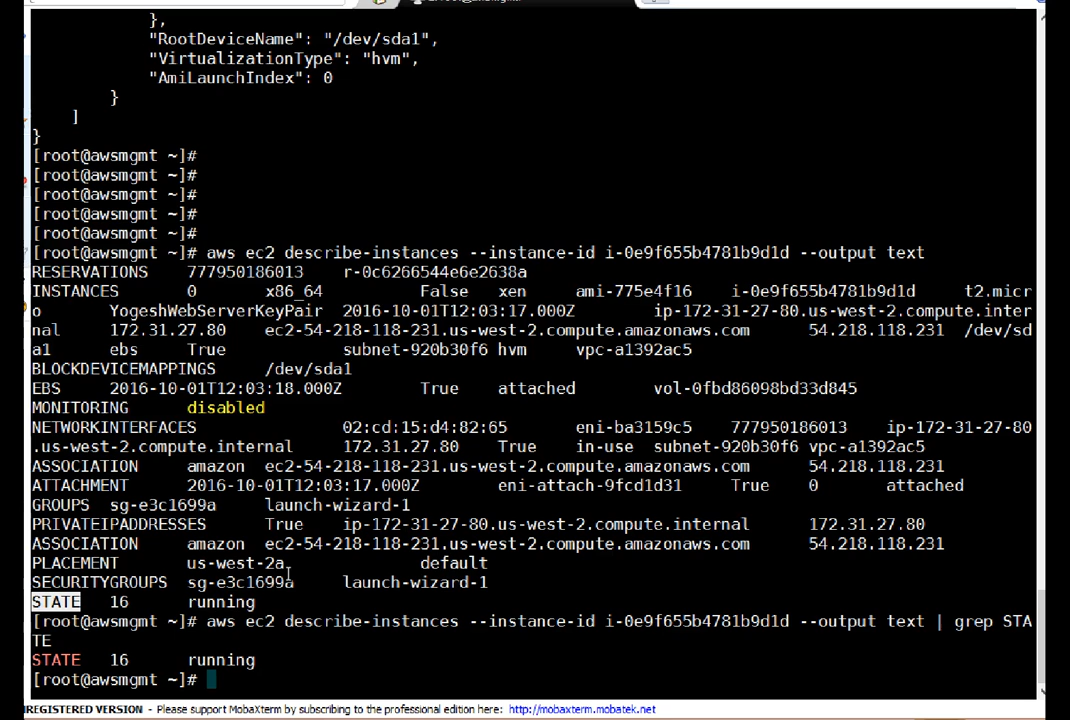 },
"RootDeviceName": "/dev/sda1",
"VirtualizationType": "hvm",
"AmiLaunchIndex": 0
}
]
}
[root@awsmgmt ~]#
[root@awsmgmt ~]#
[root@awsmgmt ~]#
[root@awsmgmt ~]#
[root@awsmgmt ~]#
[root@awsmgmt ~]# aws ec2 describe-instances --instance-id i-0e9f655b4781b9d1d --output text
RESERVATIONS 777950186013 r-0c6266544e6e2638a
INSTANCES 0 x86_64 False xen ami-775e4f16 i-0e9f655b4781b9d1d t2.micr
o YogeshWebServerKeyPair 2016-10-01T12:03:17.000Z ip-172-31-27-80.us-west-2.compute.inter
nal 172.31.27.80 ec2-54-218-118-231.us-west-2.compute.amazonaws.com 54.218.118.231 /dev/sd
a1 ebs True subnet-920b30f6 hvm vpc-a1392ac5
BLOCKDEVICEMAPPINGS /dev/sda1
EBS 2016-10-01T12:03:18.000Z True attached vol-0fbd86098bd33d845
MONITORING disabled
NETWORKINTERFACES 02:cd:15:d4:82:65 eni-ba3159c5 777950186013 ip-172-31-27-80
.us-west-2.compute.internal 172.31.27.80 True in-use subnet-920b30f6 vpc-a1392ac5
ASSOCIATION amazon ec2-54-218-118-231.us-west-2.compute.amazonaws.com 54.218.118.231
ATTACHMENT 2016-10-01T12:03:17.000Z eni-attach-9fcd1d31 True 0 attached
GROUPS sg-e3c1699a launch-wizard-1
PRIVATEIPADDRESSES True ip-172-31-27-80.us-west-2.compute.internal 172.31.27.80
ASSOCIATION amazon ec2-54-218-118-231.us-west-2.compute.amazonaws.com 54.218.118.231
PLACEMENT us-west-2a default
SECURITYGROUPS sg-e3c1699a launch-wizard-1
STATE 16 running
[root@awsmgmt ~]# aws ec2 describe-instances --instance-id i-0e9f655b4781b9d1d --output text | grep STA
TE
STATE 16 running
[root@awsmgmt ~]#
REGISTERED VERSION - Please support MobaXterm by subscribing to the professional edition here: http://mobaxterm.mobatek.net